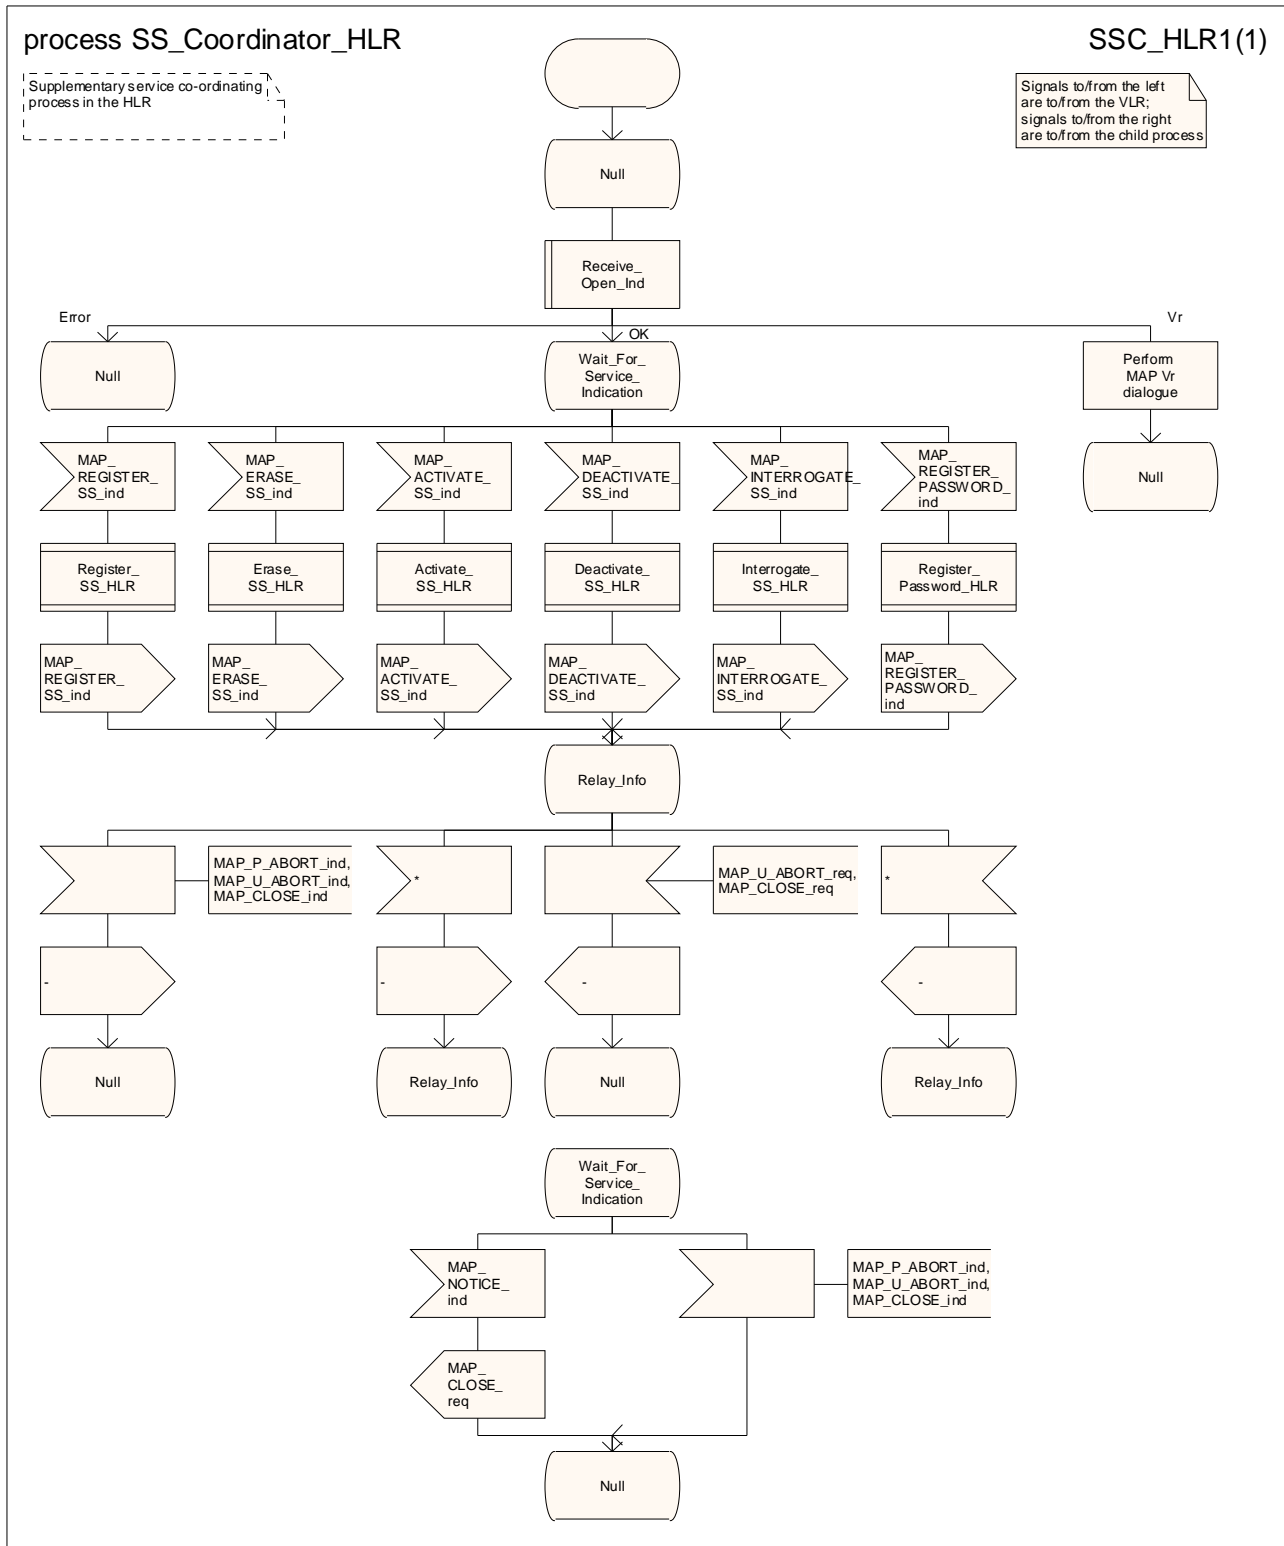 process SS_Coordinator_HLR
SSC_HLR1(1)
Supplementary service co-ordinating
process in the HLR
Signals to/from the left
are to/from the VLR;
signals to/from the right
are to/from the child process
Null
Receive_
Open_Ind
Error
OK
Vr
Null
Wait_For_
Service_
Indication
Perform
MAP Vr
dialogue
Null
MAP_
REGISTER_
SS_ind
MAP_
ERASE_
SS_ind
MAP_
ACTIVATE_
SS_ind
MAP_
DEACTIVATE_
SS_ind
MAP_
INTERROGATE_
SS_ind
MAP_
REGISTER_
PASSWORD_
ind
Register_
SS_HLR
Erase_
SS_HLR
Activate_
SS_HLR
Deactivate_
SS_HLR
Interrogate_
SS_HLR
Register_
Password_HLR
MAP_
REGISTER_
SS_ind
MAP_
ERASE_
SS_ind
MAP_
ACTIVATE_
SS_ind
MAP_
DEACTIVATE_
SS_ind
MAP_
INTERROGATE_
SS_ind
MAP_
REGISTER_
PASSWORD_
ind
Relay_Info
MAP_P_ABORT_ind,
MAP_U_ABORT_ind,
MAP_CLOSE_ind
*
MAP_U_ABORT_req,
MAP_CLOSE_req
*
-
-
-
-
Null
Relay_Info
Null
Relay_Info
Wait_For_
Service_
Indication
MAP_
NOTICE_
ind
MAP_P_ABORT_ind,
MAP_U_ABORT_ind,
MAP_CLOSE_ind
MAP_
CLOSE_
req
Null